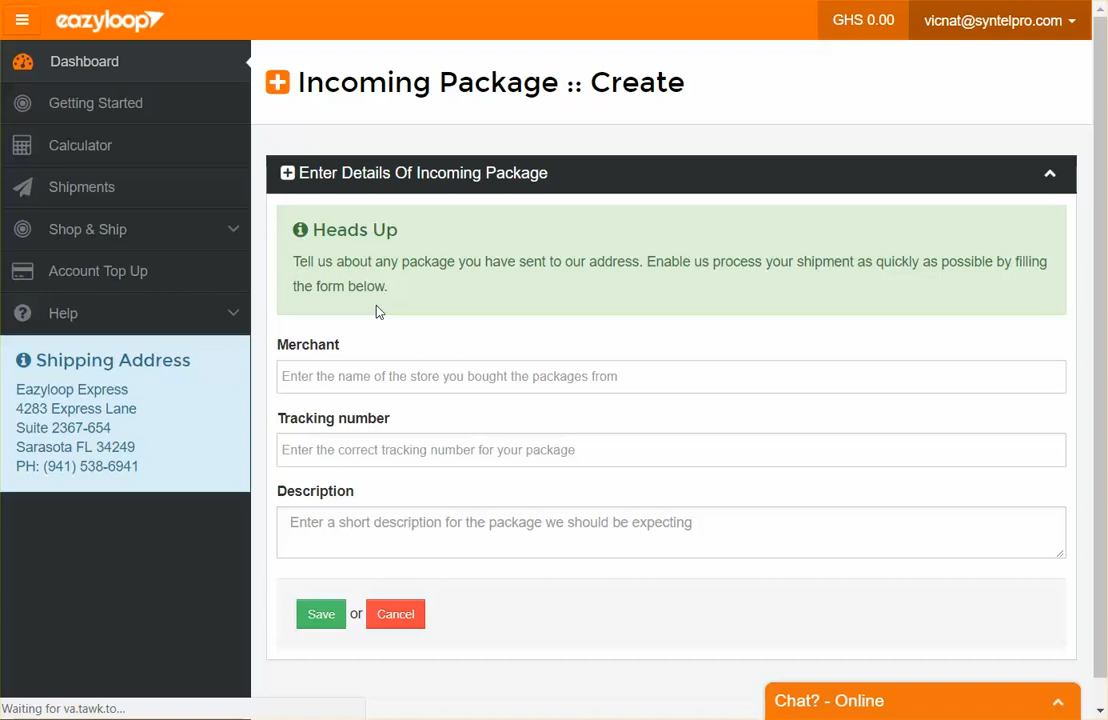 eazyloop
GHS 0.00
vicnat@syntelpro.com
Dashboard
Getting Started
Calculator
Shipments
Shop & Ship
Account Top Up
Help
Shipping Address
Eazyloop Express
4283 Express Lane
Suite 2367-654
Sarasota FL 34249
PH: (941) 538-6941
Incoming Package :: Create
Enter Details Of Incoming Package
Heads Up
Tell us about any package you have sent to our address. Enable us process your shipment as quickly as possible by filling
the form below.
Merchant
Enter the name of the store you bought the packages from
Tracking number
Enter the correct tracking number for your package
Description
Enter a short description for the package we should be expecting
Save or Cancel
Chat? - Online
Waiting for va.tawk.to...